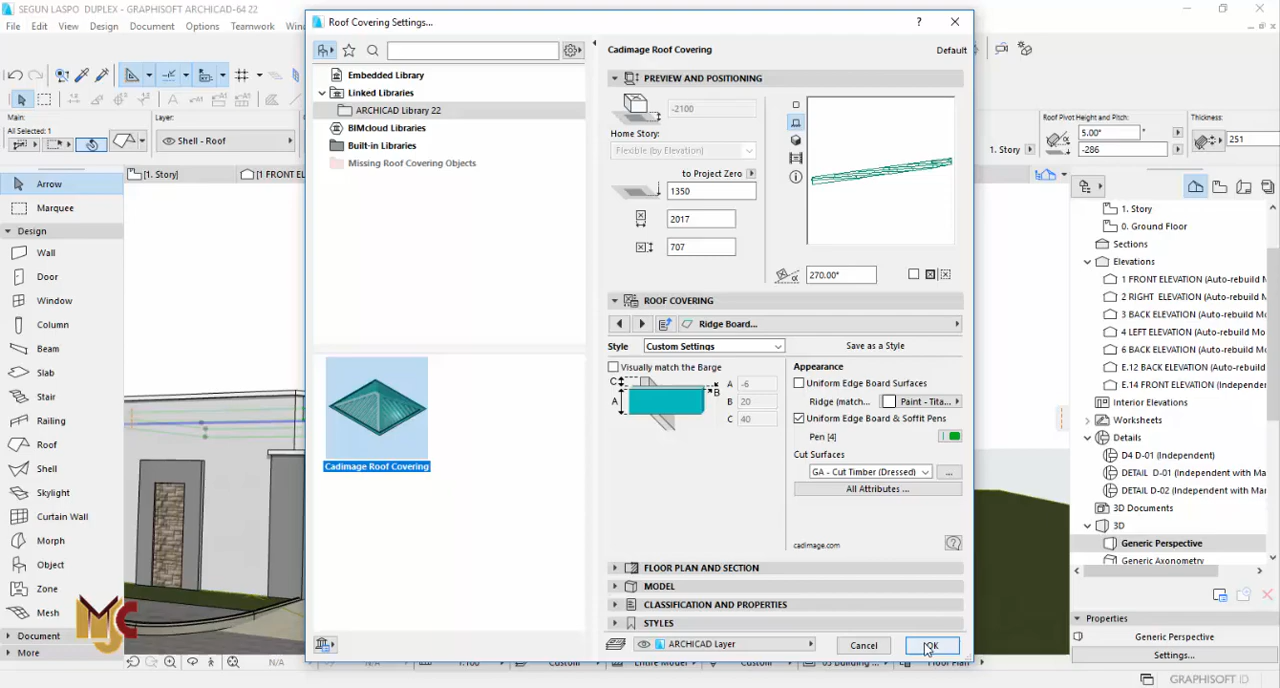 SEGUN LASPO DUPLEX - GRAPHISOFT ARCHICAD-64 22
File Edit View Design Document Options Teamwork
Main:
All Selected: 1
Layer:
Shell - Roof
[1. Story]
Arrow
Marquee
Design
Wall
Door
Window
Column
Beam
Slab
Stair
Railing
Roof
Shell
Skylight
Curtain Wall
Morph
Object
Zone
Mesh
Document
More
MJC
Roof Covering Settings...
Embedded Library
Linked Libraries
ARCHICAD Library 22
BIMcloud Libraries
Built-in Libraries
Missing Roof Covering Objects
Cadimage Roof Covering
Cadimage Roof Covering
Default
PREVIEW AND POSITIONING
-2100
Home Story:
Flexible (by Elevation)
to Project Zero
1350
2017
707
270.00°
ROOF COVERING
Ridge Board...
Style Custom Settings Save as a Style
Visually match the Barge
C
A
B
A -6
B 20
C 40
Appearance
Uniform Edge Board Surfaces
Ridge (match... Paint - Tita...
Uniform Edge Board & Soffit Pens
Pen [4]
Cut Surfaces
GA - Cut Timber (Dressed) ...
All Attributes ...
cadimage.com
FLOOR PLAN AND SECTION
MODEL
CLASSIFICATION AND PROPERTIES
STYLES
ARCHICAD Layer
Cancel OK
N/A
Roof Pivot Height and Pitch:
5.00°
1. Story -286
Thickness:
251
1. Story
0. Ground Floor
Sections
Elevations
1 FRONT ELEVATION (Auto-rebuild M
2 RIGHT ELEVATION (Auto-rebuild M
3 BACK ELEVATION (Auto-rebuild Mo
4 LEFT ELEVATION (Auto-rebuild Mo
6 BACK ELEVATION (Auto-rebuild Mo
E.12 BACK ELEVATION (Auto-rebuild
E.14 FRONT ELEVATION (Independen
Interior Elevations
Worksheets
Details
D4 D-01 (Independent)
DETAIL D-01 (Independent with Mar
DETAIL D-02 (Independent with Mar
3D Documents
3D
Generic Perspective
Generic Axonometry
Properties
Generic Perspective
Settings...
GRAPHISOFT ID